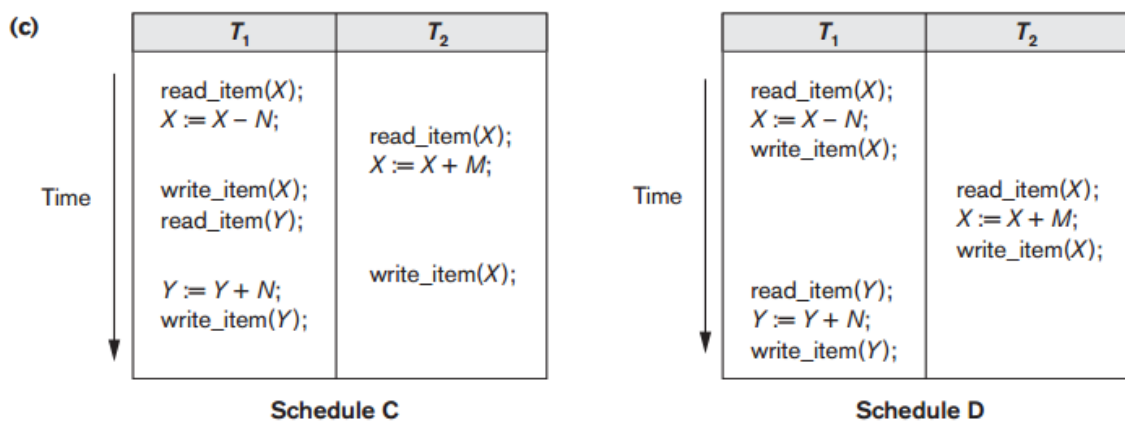 (c)
T1 T2
Time
read_item(X);
X := X – N;
read_item(X);
X := X + M;
write_item(X);
read_item(Y);
write_item(X);
Y := Y + N;
write_item(Y);
Schedule C
T1 T2
Time
read_item(X);
X := X – N;
write_item(X);
read_item(X);
X := X + M;
write_item(X);
read_item(Y);
Y := Y + N;
write_item(Y);
Schedule D